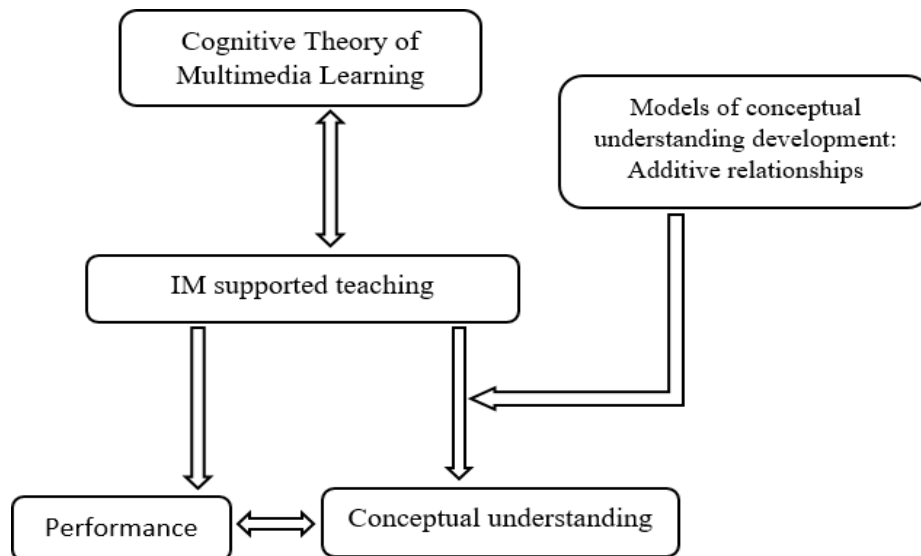 Cognitive Theory of
Multimedia Learning
Models of conceptual
understanding development:
Additive relationships
IM supported teaching
Performance
Conceptual understanding